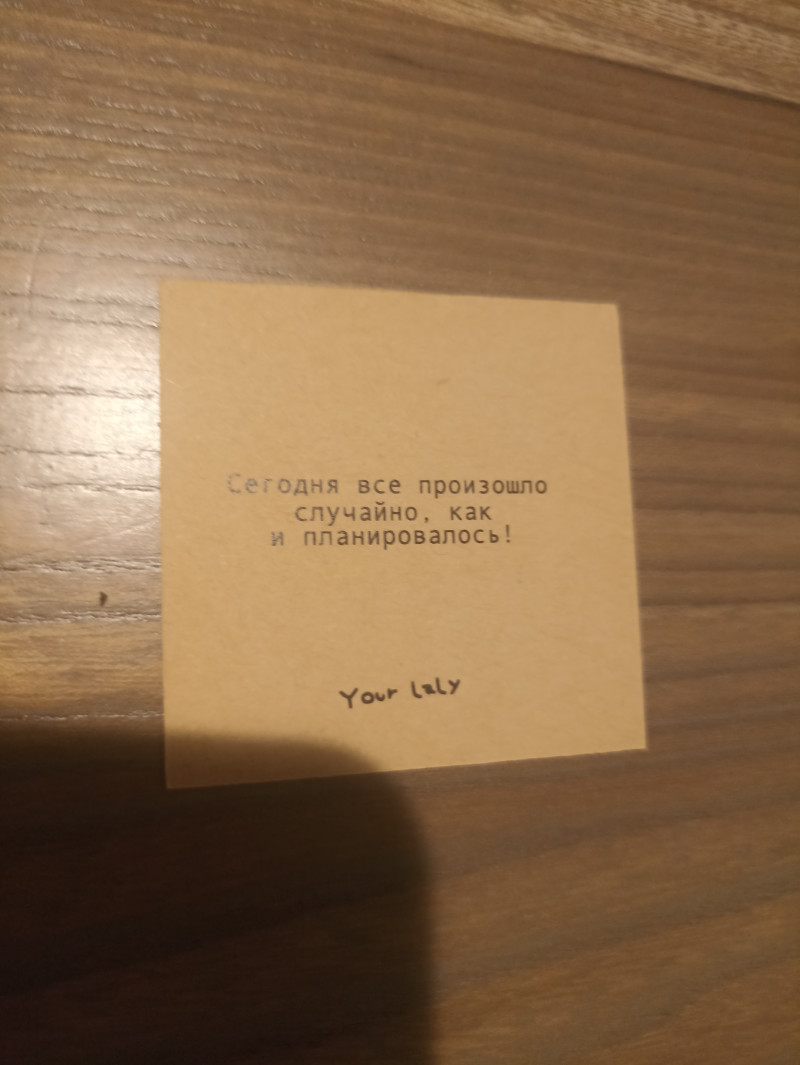 Сегодня все произошло
случайно, как
и планировалось!
Your laly